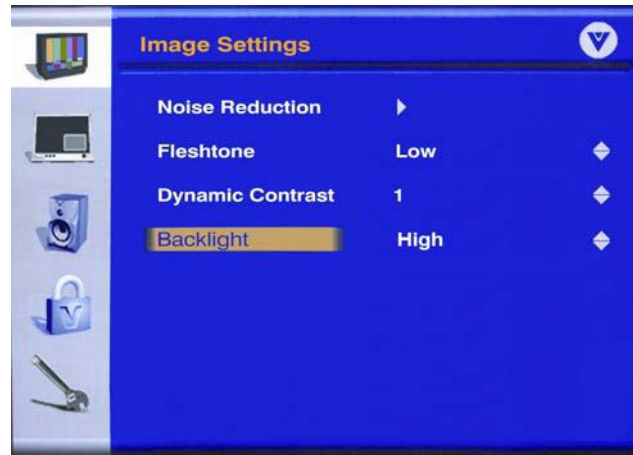 Image Settings
V
Noise Reduction
Fleshtone Low
Dynamic Contrast 1
Backlight High
V